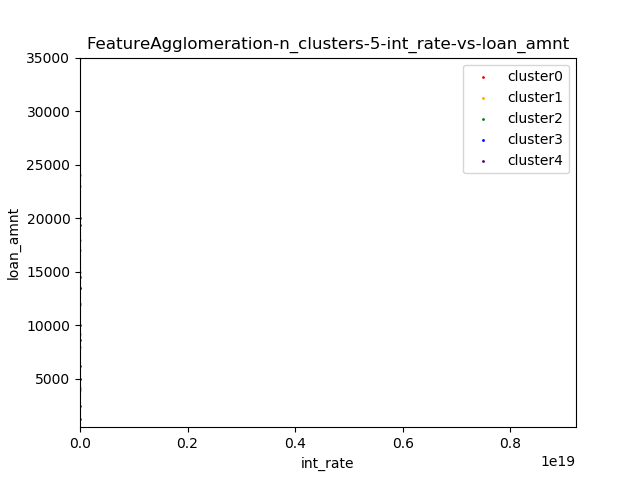 FeatureAgglomeration-n_clusters-5-int_rate-vs-loan_amnt
35000
30000
25000
20000
15000
10000
5000
loan_amnt
cluster0
cluster1
cluster2
cluster3
cluster4
0.0 0.2 0.4 0.6 0.8
1e19
int_rate